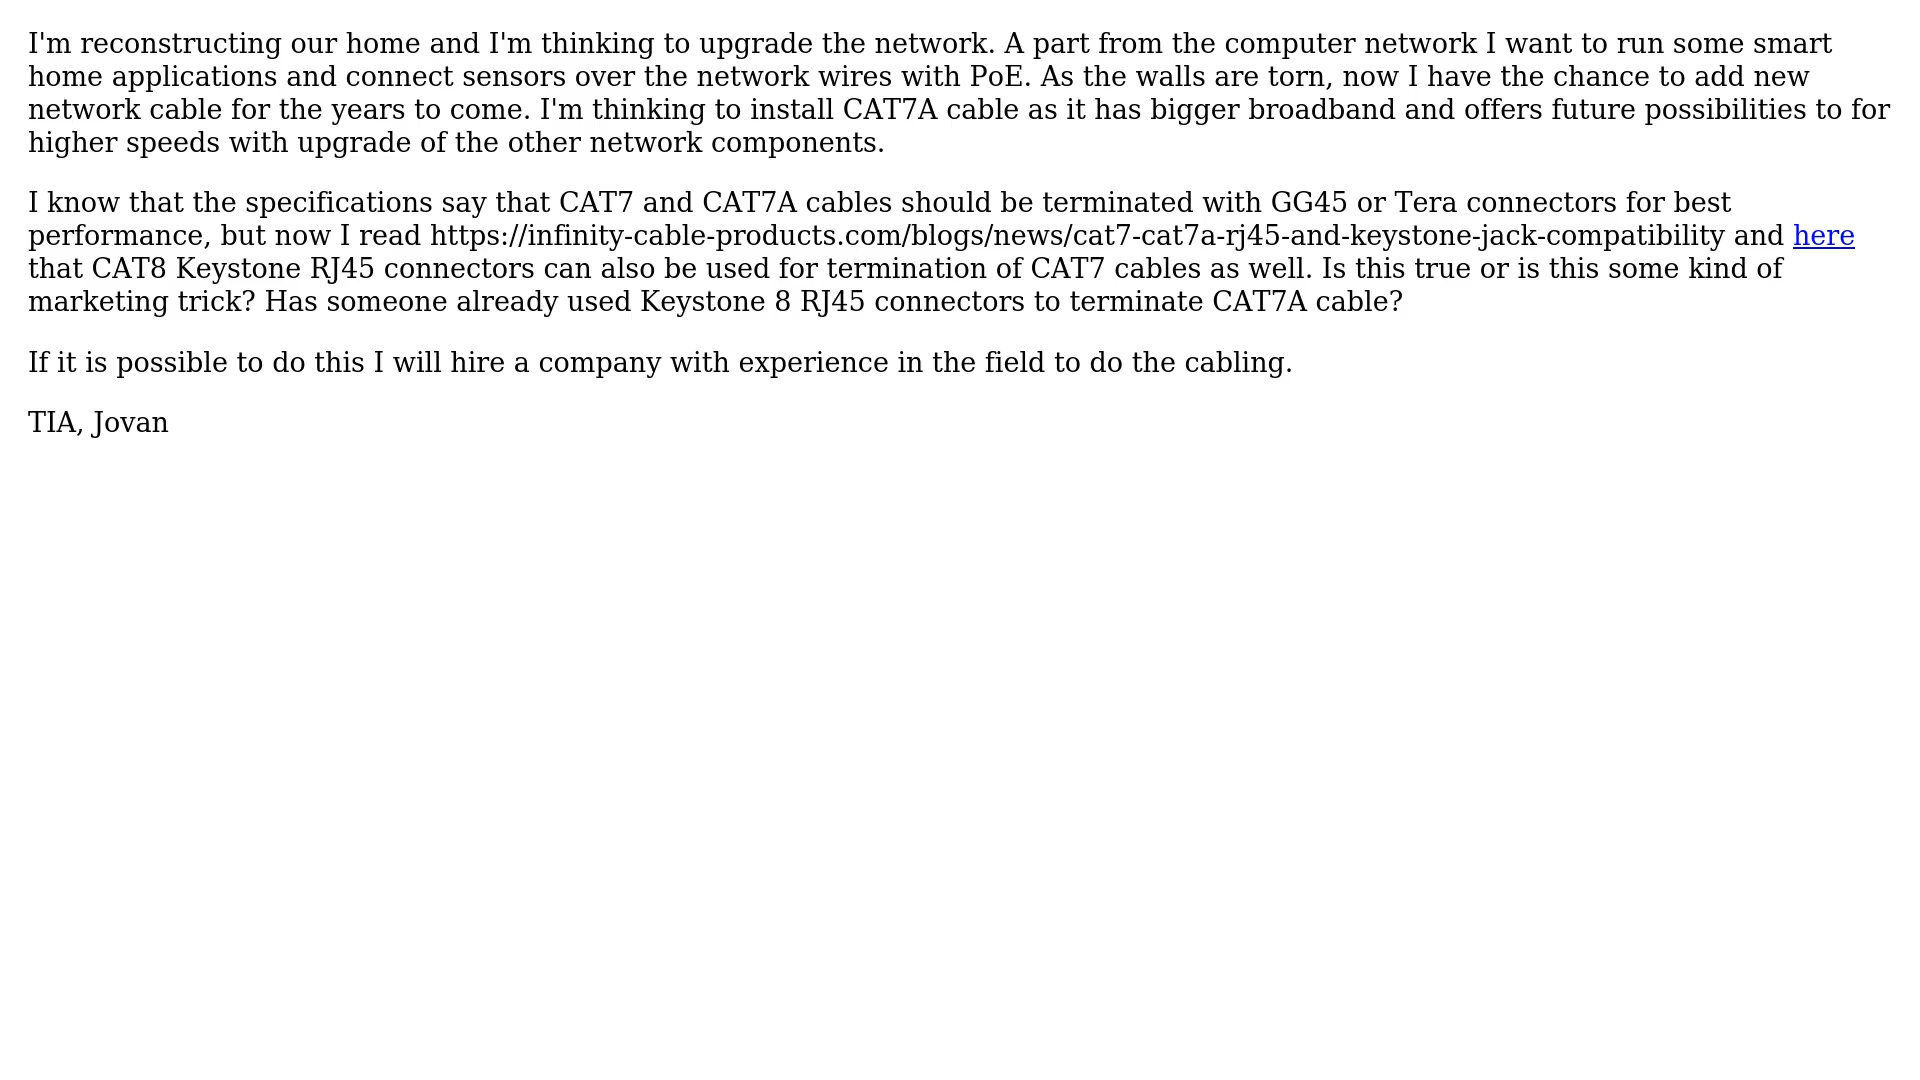 I'm reconstructing our home and I'm thinking to upgrade the network. A part from the computer network I want to run some smart
home applications and connect sensors over the network wires with PoE. As the walls are torn, now I have the chance to add new
network cable for the years to come. I'm thinking to install CAT7A cable as it has bigger broadband and offers future possibilities to for
higher speeds with upgrade of the other network components.
I know that the specifications say that CAT7 and CAT7A cables should be terminated with GG45 or Tera connectors for best
performance, but now I read https://infinity-cable-products.com/blogs/news/cat7-cat7a-rj45-and-keystone-jack-compatibility and here
that CAT8 Keystone RJ45 connectors can also be used for termination of CAT7 cables as well. Is this true or is this some kind of
marketing trick? Has someone already used Keystone 8 RJ45 connectors to terminate CAT7A cable?
If it is possible to do this I will hire a company with experience in the field to do the cabling.
TIA, Jovan